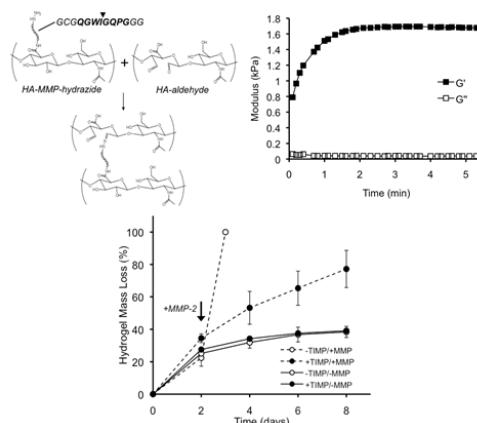 GCGQGWIGQPGGG
HA-MMP-hydrazide
+
HA-aldehyde
Modulus (kPa)
2
1.8
1.6
1.4
1.2
1
0.8
0.6
0.4
0.2
0
0 1 2 3 4 5
Time (min)
G'
G"
Hydrogel Mass Loss (%)
100
80
60
40
20
0
+MMP-2
-TIMP/+MMP
+TIMP/+MMP
-TIMP/-MMP
+TIMP/-MMP
0 2 4 6 8
Time (days)